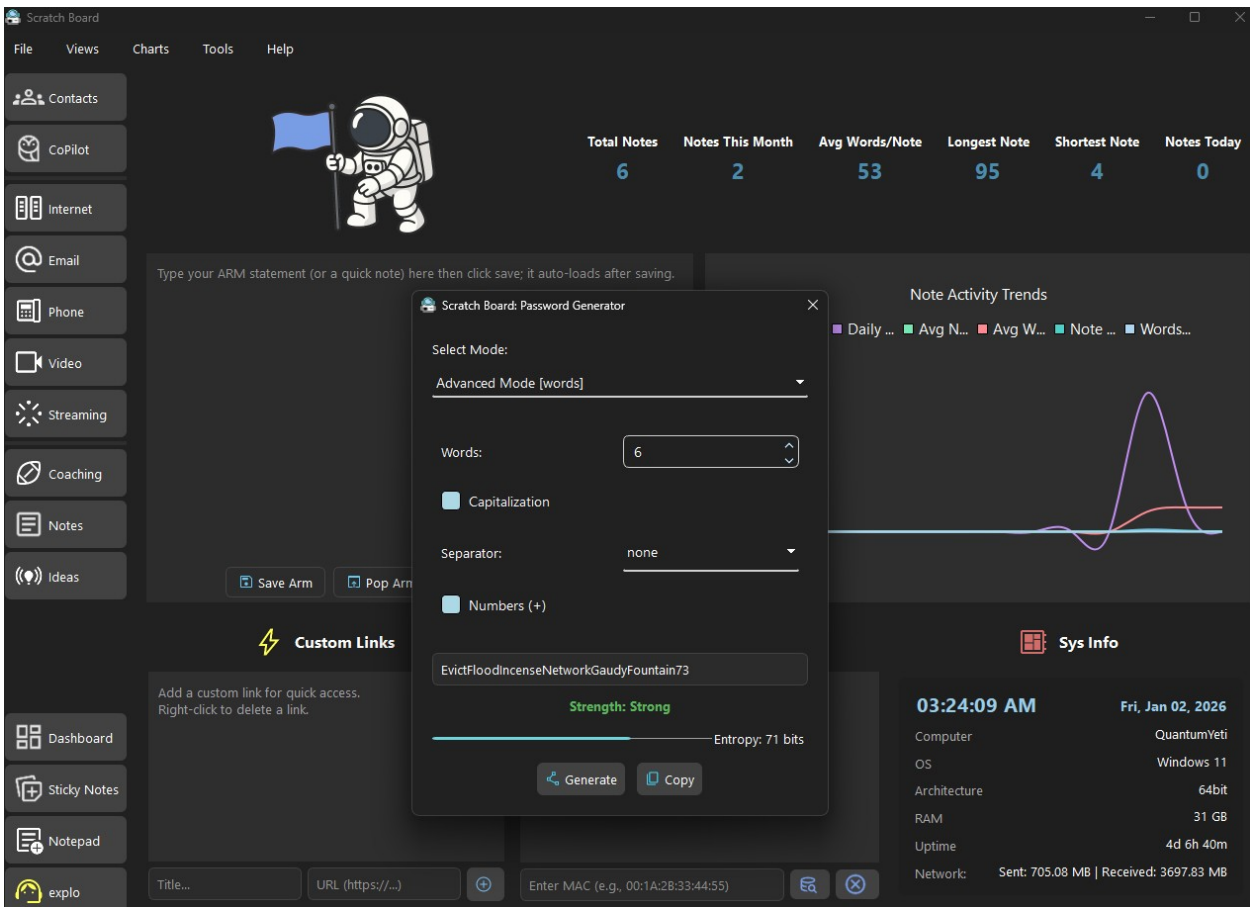 Scratch Board
File Views Charts Tools Help
Contacts
CoPilot
Internet
Email
Phone
Video
Streaming
Coaching
Notes
Ideas
Dashboard
Sticky Notes
Notepad
explo
Total Notes Notes This Month Avg Words/Note Longest Note Shortest Note Notes Today
6 2 53 95 4 0
Type your ARM statement (or a quick note) here then click save; it auto-loads after saving.
Save Arm Pop Arm
Note Activity Trends
Daily ... Avg N... Avg W... Note ... Words...
Scratch Board: Password Generator
Select Mode:
Advanced Mode [words]
Words: 6
Capitalization
Separator: none
Numbers (+)
EvictFloodIncenseNetworkGaudyFountain73
Strength: Strong
Entropy: 71 bits
Generate Copy
Custom Links
Add a custom link for quick access.
Right-click to delete a link.
Title... URL (https://...)
Enter MAC (e.g., 00:1A:2B:33:44:55)
Sys Info
03:24:09 AM Fri, Jan 02, 2026
Computer QuantumYeti
OS Windows 11
Architecture 64bit
RAM 31 GB
Uptime 4d 6h 40m
Network: Sent: 705.08 MB | Received: 3697.83 MB